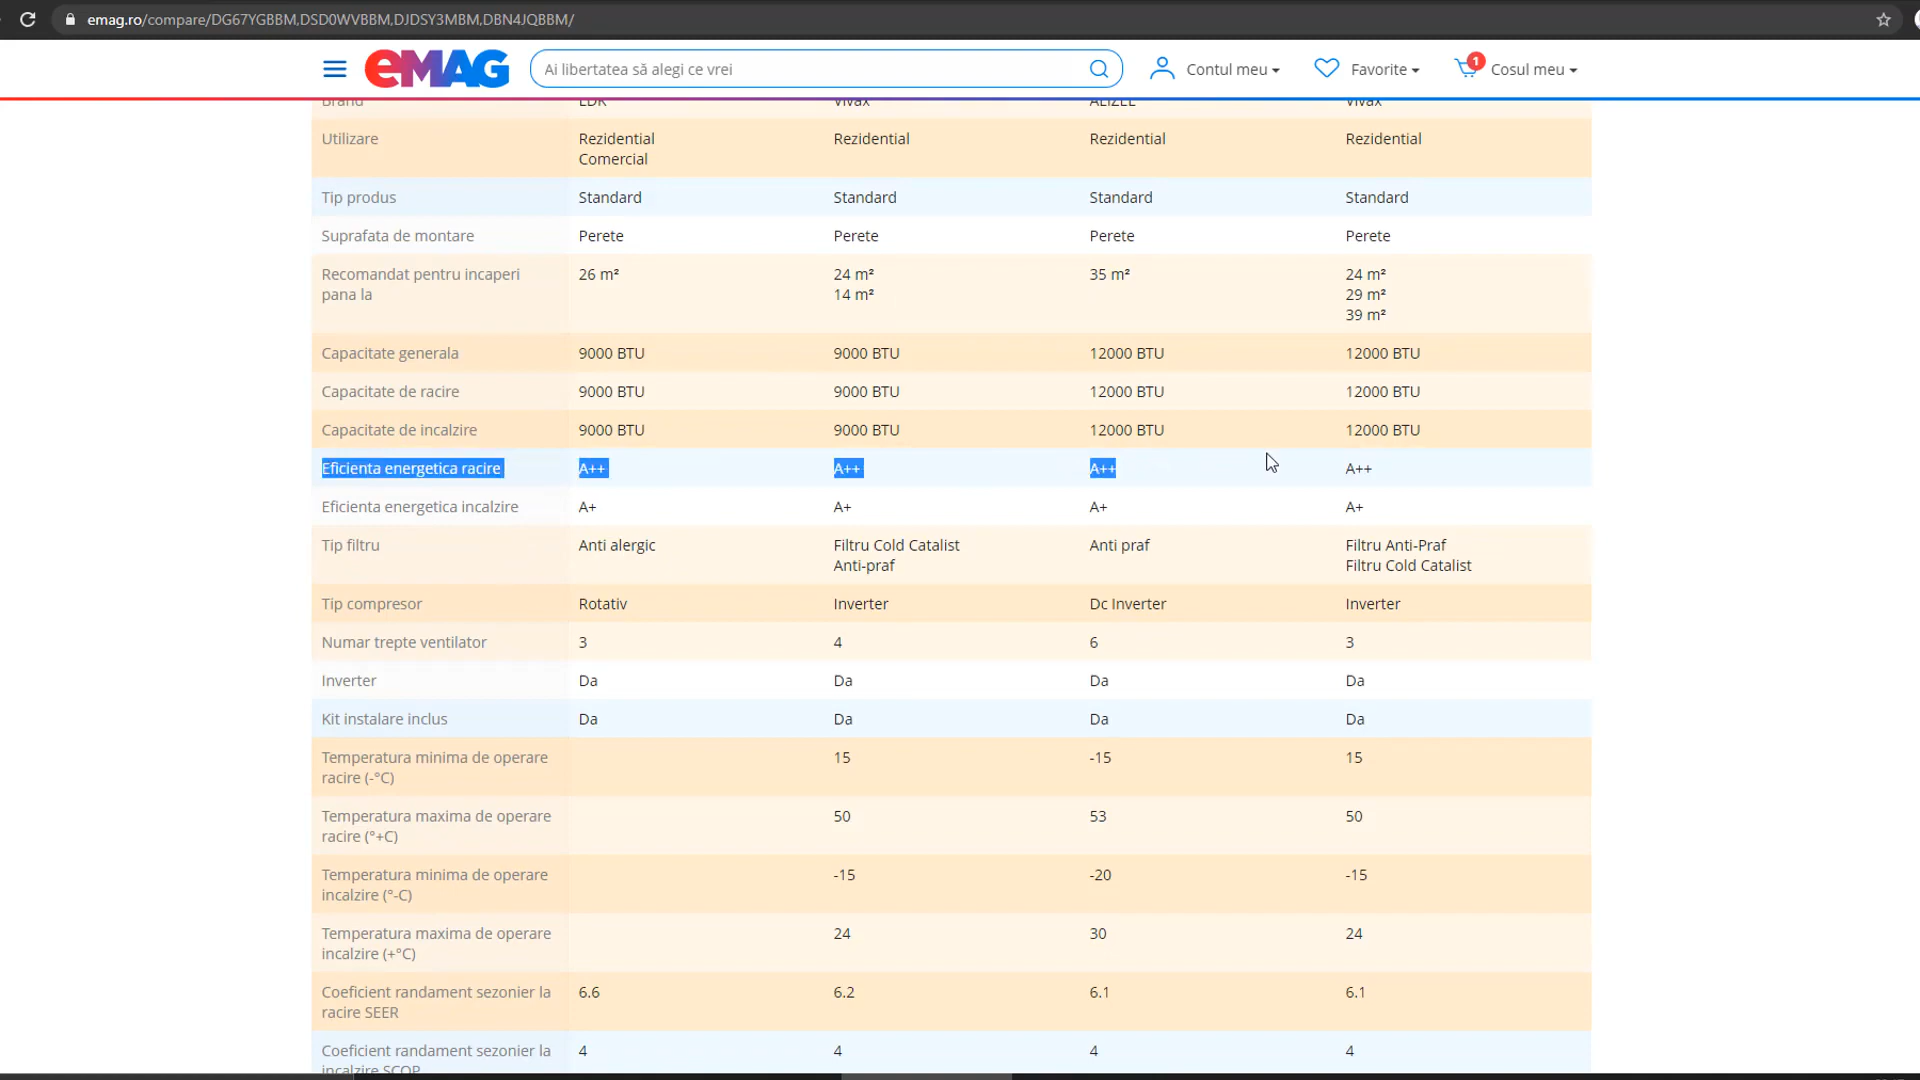 emag.ro/compare/DG67YGBBM,DSD0WVBBM,DJDSY3MBM,DBN4JQBBM/
eMAG Ai libertatea să alegi ce vrei Contul meu Favorite 1 Cosul meu
Brand LDK Vivax ALIZEE Vivax
Utilizare Rezidential Rezidential Rezidential Rezidential
Comercial
Tip produs Standard Standard Standard Standard
Suprafata de montare Perete Perete Perete Perete
Recomandat pentru incaperi 26 m² 24 m² 35 m² 24 m²
pana la 14 m² 29 m²
39 m²
Capacitate generala 9000 BTU 9000 BTU 12000 BTU 12000 BTU
Capacitate de racire 9000 BTU 9000 BTU 12000 BTU 12000 BTU
Capacitate de incalzire 9000 BTU 9000 BTU 12000 BTU 12000 BTU
Eficienta energetica racire A++ A++ A++ A++
Eficienta energetica incalzire A+ A+ A+ A+
Tip filtru Anti alergic Filtru Cold Catalist Anti praf Filtru Anti-Praf
Anti-praf Filtru Cold Catalist
Tip compresor Rotativ Inverter Dc Inverter Inverter
Numar trepte ventilator 3 4 6 3
Inverter Da Da Da Da
Kit instalare inclus Da Da Da Da
Temperatura minima de operare 15 -15 15
racire (-°C)
Temperatura maxima de operare 50 53 50
racire (°+C)
Temperatura minima de operare -15 -20 -15
incalzire (°-C)
Temperatura maxima de operare 24 30 24
incalzire (+°C)
Coeficient randament sezonier la 6.6 6.2 6.1 6.1
racire SEER
Coeficient randament sezonier la 4 4 4 4
incalzire SCOP